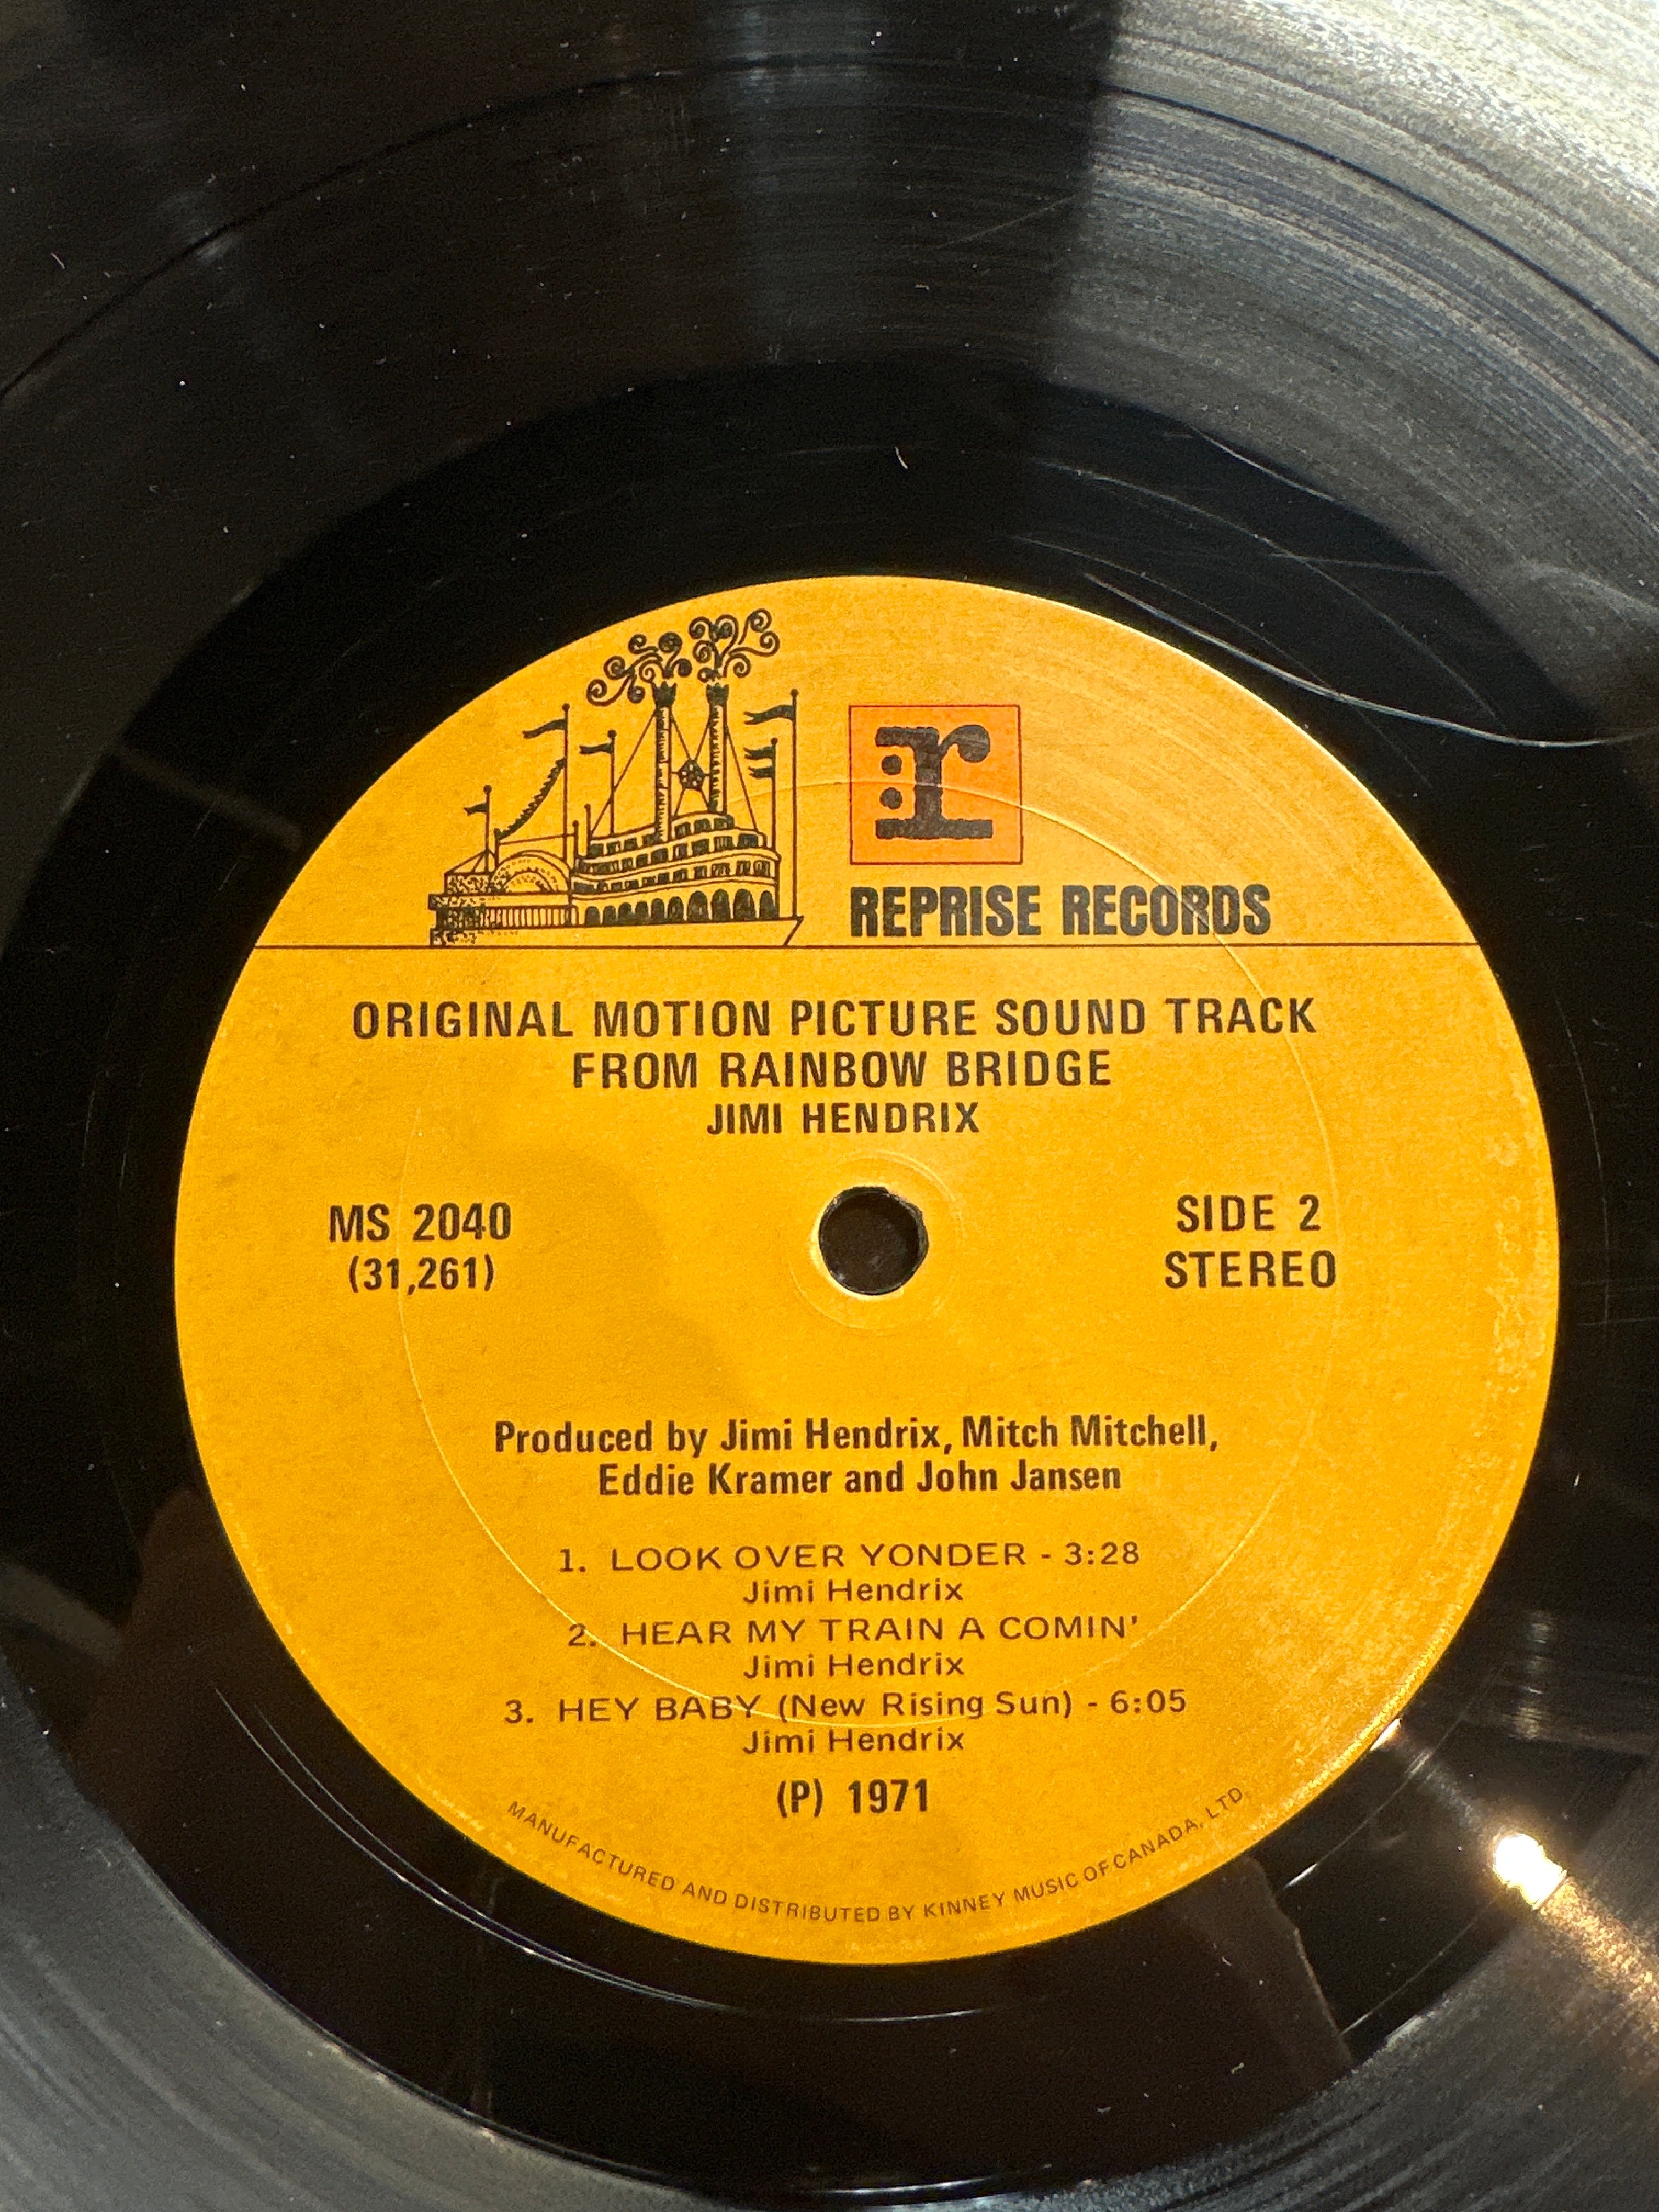 r:
REPRISE RECORDS
ORIGINAL MOTION PICTURE SOUND TRACK
FROM RAINBOW BRIDGE
JIMI HENDRIX
MS 2040
(31,261)
SIDE 2
STEREO
Produced by Jimi Hendrix, Mitch Mitchell,
Eddie Kramer and John Jansen
1. LOOK OVER YONDER - 3:28
Jimi Hendrix
2. HEAR MY TRAIN A COMIN'
Jimi Hendrix
3. HEY BABY (New Rising Sun) - 6:05
Jimi Hendrix
(P) 1971
MANUFACTURED AND DISTRIBUTED BY KINNEY MUSIC OF CANADA, LTD.